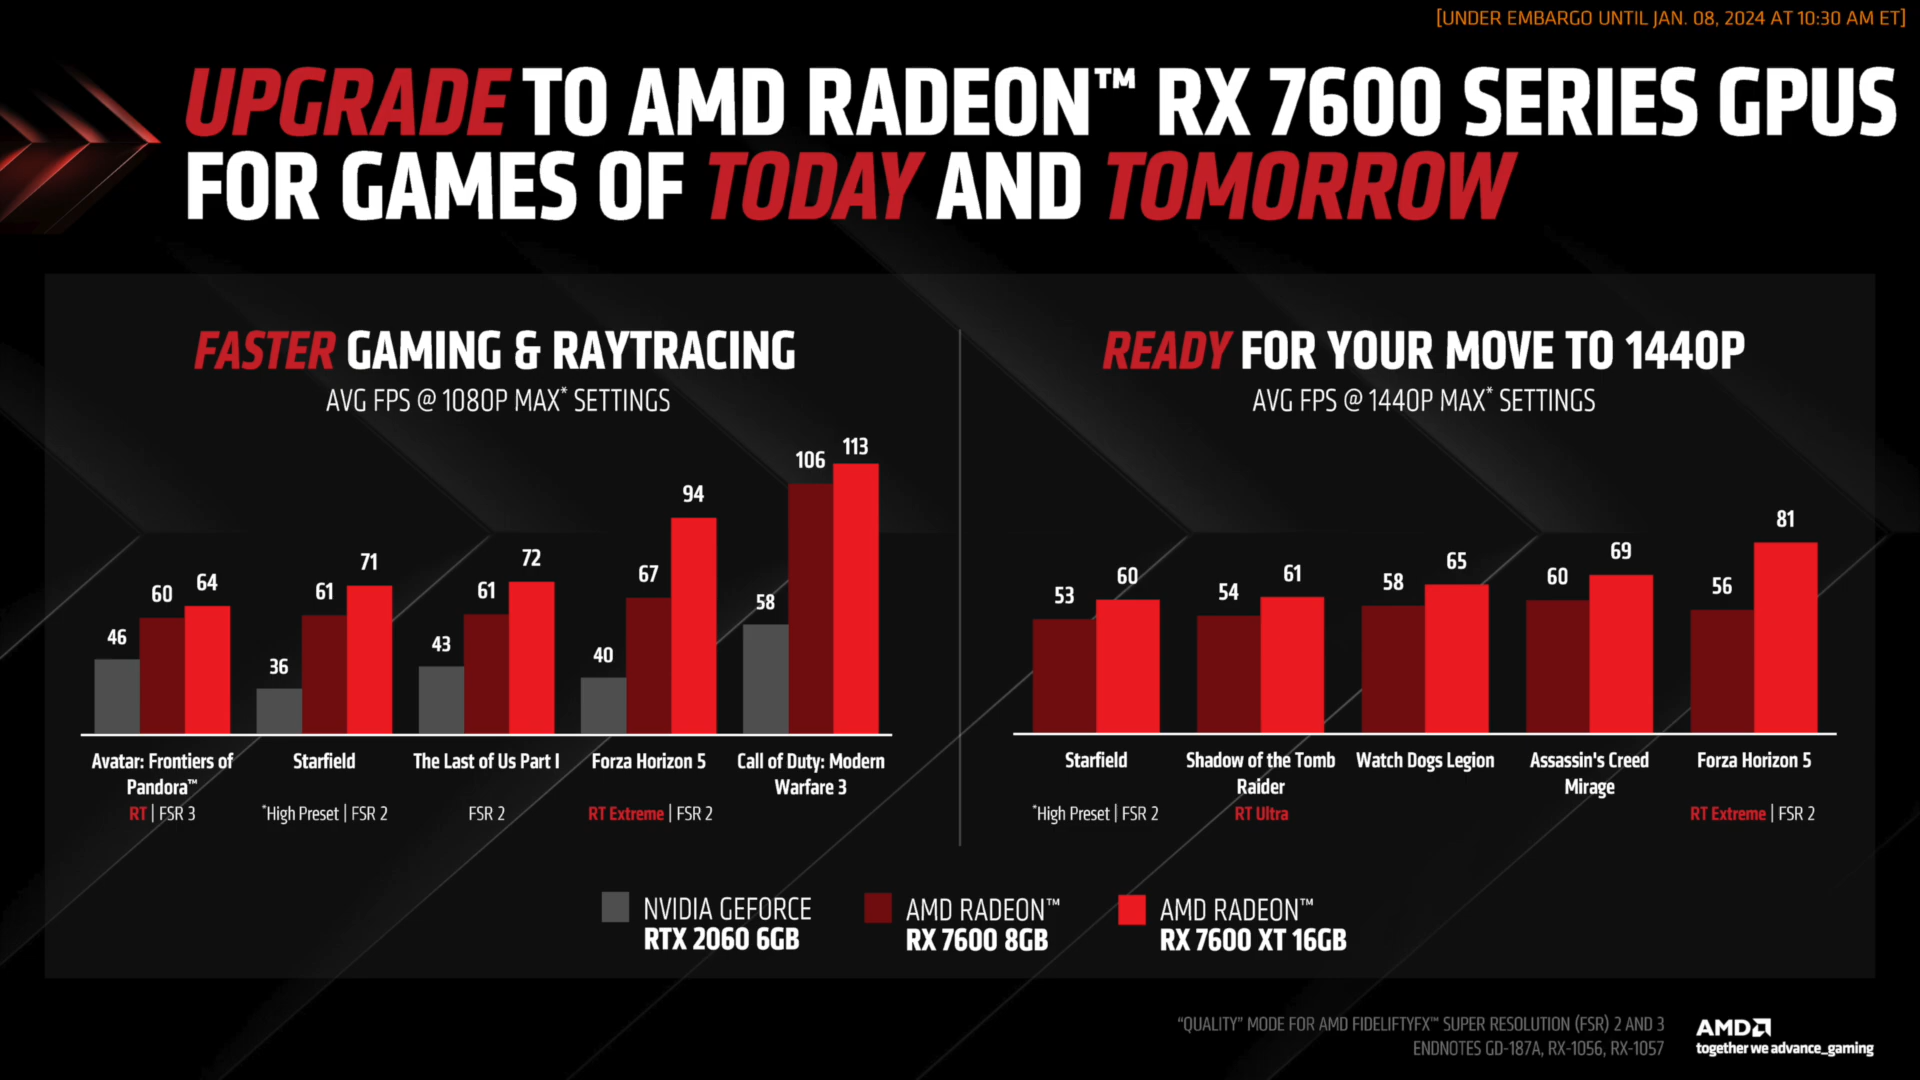 [UNDER EMBARGO UNTIL JAN. 08, 2024 AT 10:30 AM ET]
UPGRADE TO AMD RADEON™ RX 7600 SERIES GPUS
FOR GAMES OF TODAY AND TOMORROW
FASTER GAMING & RAYTRACING
AVG FPS @ 1080P MAX* SETTINGS
46 60 64
36 61 71
43 61 72
40 67 94
58 106 113
Avatar: Frontiers of
Pandora™
RT | FSR 3
Starfield
*High Preset | FSR 2
The Last of Us Part I
FSR 2
Forza Horizon 5
RT Extreme | FSR 2
Call of Duty: Modern
Warfare 3
READY FOR YOUR MOVE TO 1440P
AVG FPS @ 1440P MAX* SETTINGS
53 60
54 61
58 65
60 69
56 81
Starfield
*High Preset | FSR 2
Shadow of the Tomb
Raider
RT Ultra
Watch Dogs Legion
Assassin's Creed
Mirage
Forza Horizon 5
RT Extreme | FSR 2
NVIDIA GEFORCE
RTX 2060 6GB
AMD RADEON™
RX 7600 8GB
AMD RADEON™
RX 7600 XT 16GB
“QUALITY” MODE FOR AMD FIDELIFTYFX™ SUPER RESOLUTION (FSR) 2 AND 3
ENDNOTES GD-187A, RX-1056, RX-1057
AMD
together we advance_gaming